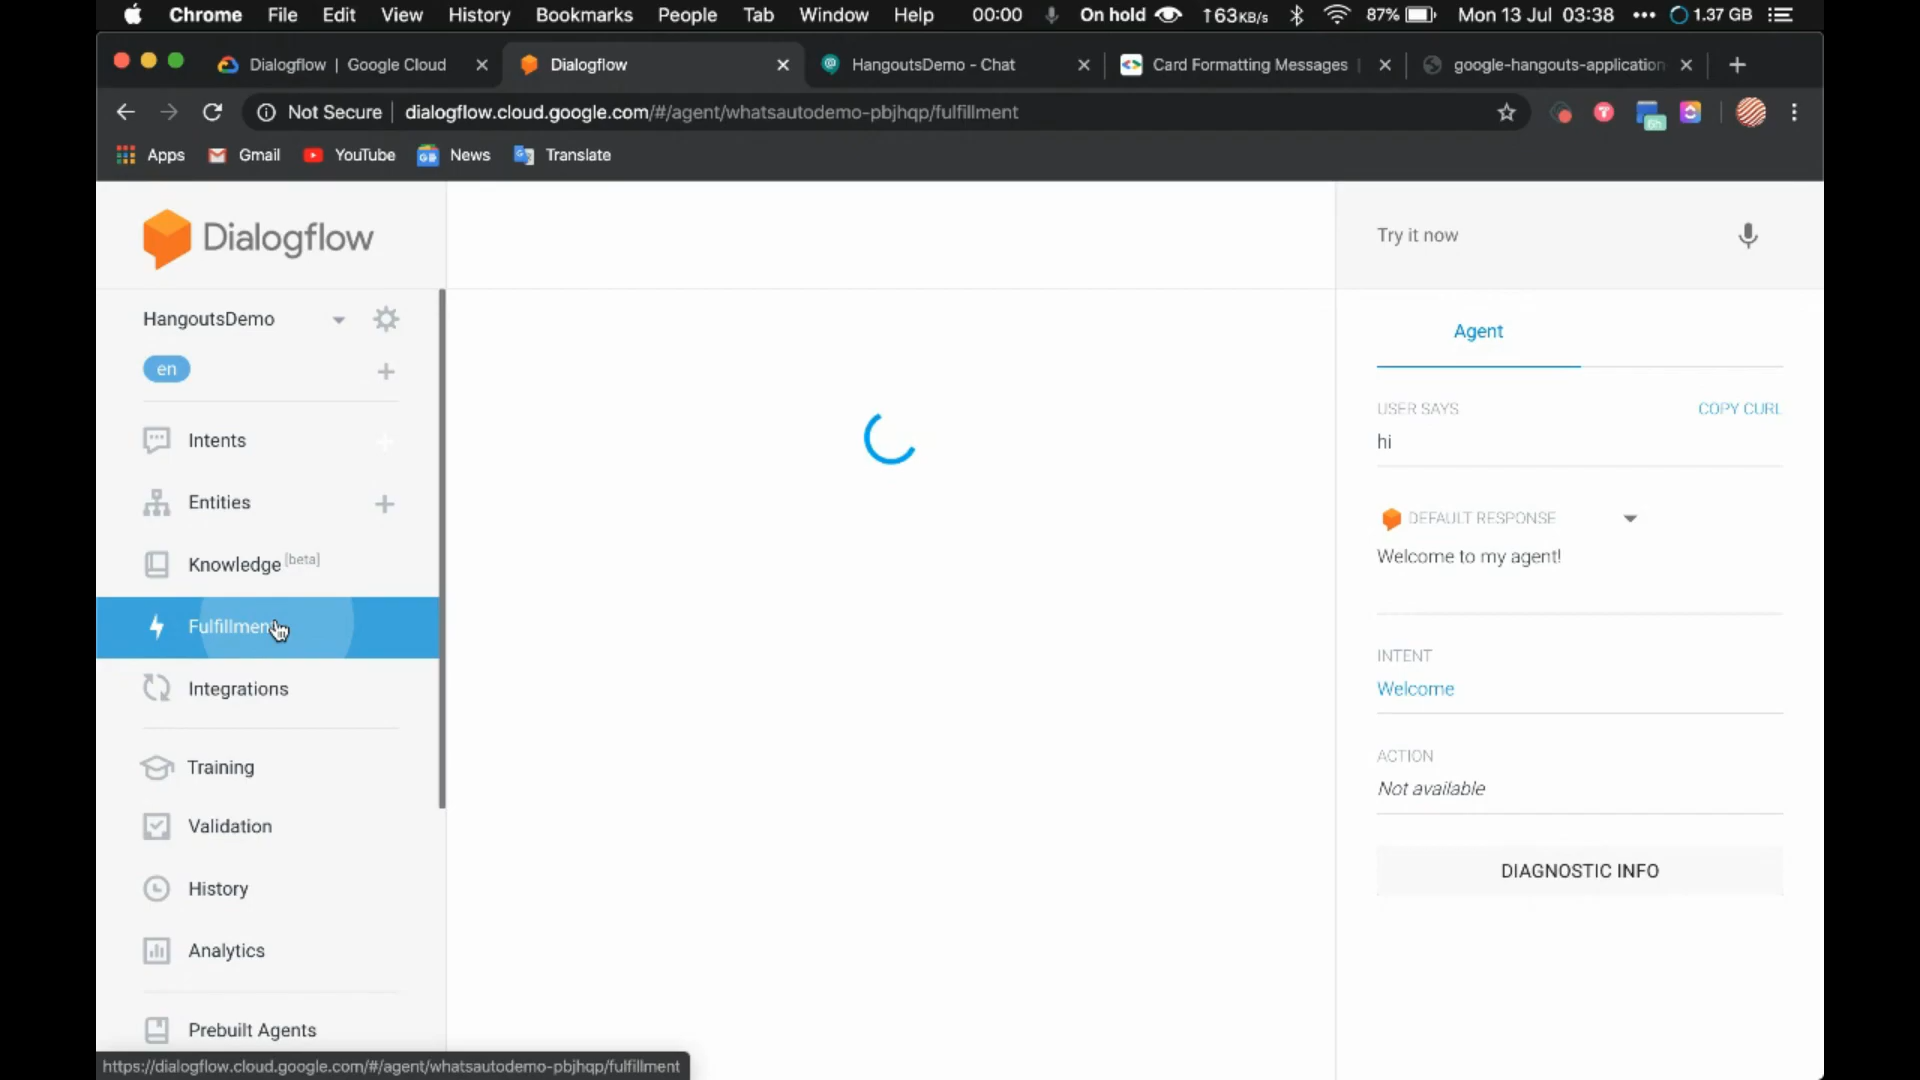 Chrome File Edit View History Bookmarks People Tab Window Help 00:00 On hold ↑63KB/s 87% Mon 13 Jul 03:38 ••• 1.37 GB
Dialogflow | Google Cloud Dialogflow HangoutsDemo - Chat Card Formatting Messages google-hangouts-application
Not Secure dialogflow.cloud.google.com/#/agent/whatsautodemo-pbjhqp/fulfillment
Apps Gmail YouTube News Translate
Dialogflow
Try it now
HangoutsDemo
en
Intents
Entities
Knowledge [beta]
Fulfillment
Integrations
Training
Validation
History
Analytics
Prebuilt Agents
Agent
USER SAYS COPY CURL
hi
DEFAULT RESPONSE
Welcome to my agent!
INTENT
Welcome
ACTION
Not available
DIAGNOSTIC INFO
https://dialogflow.cloud.google.com/#/agent/whatsautodemo-pbjhqp/fulfillment